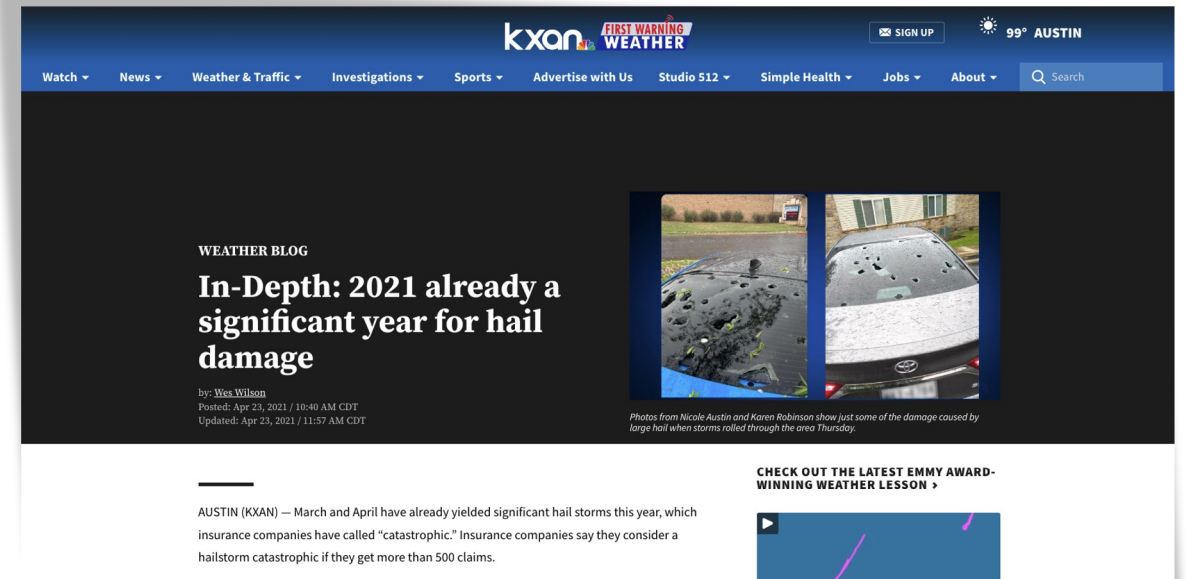 kxan FIRST WARNING WEATHER
SIGN UP
99° AUSTIN
Watch
News
Weather & Traffic
Investigations
Sports
Advertise with Us
Studio 512
Simple Health
Jobs
About
Search
WEATHER BLOG
In-Depth: 2021 already a
significant year for hail
damage
by: Wes Wilson
Posted: Apr 23, 2021 / 10:40 AM CDT
Updated: Apr 23, 2021 / 11:57 AM CDT
Photos from Nicole Austin and Karen Robinson show just some of the damage caused by
large hail when storms rolled through the area Thursday.
AUSTIN (KXAN) — March and April have already yielded significant hail storms this year, which
insurance companies have called “catastrophic.” Insurance companies say they consider a
hailstorm catastrophic if they get more than 500 claims.
CHECK OUT THE LATEST EMMY AWARD-
WINNING WEATHER LESSON >